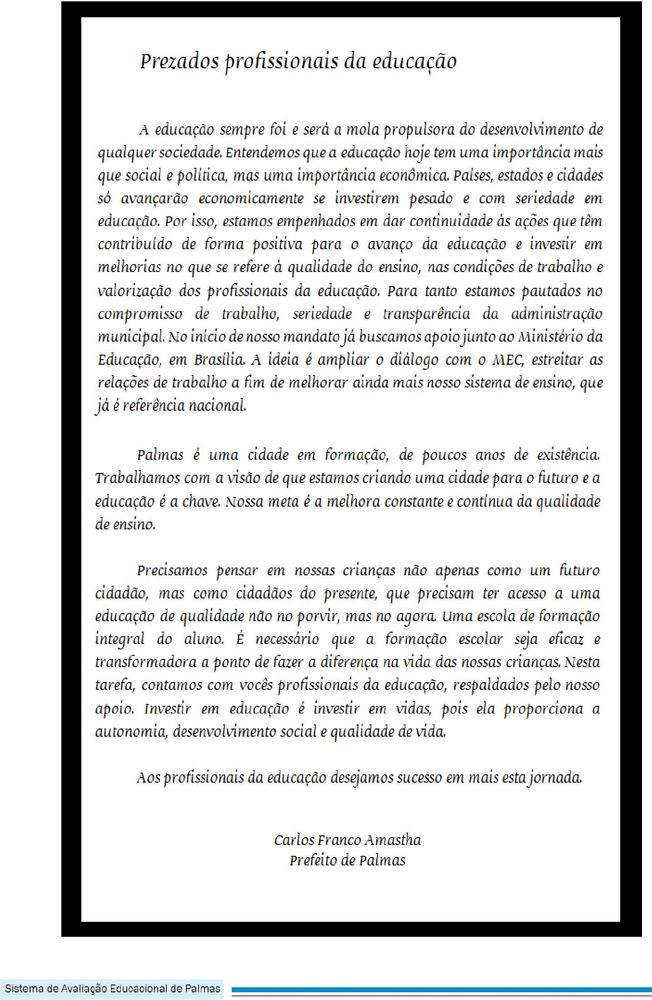 Prezados profissionais da educação
A educação sempre foi e será a mola propulsora do desenvolvimento de
qualquer sociedade. Entendemos que a educação hoje tem uma importância mais
que social e política, mas uma importância econômica. Países, estados e cidades
só avançarão economicamente se investirem pesado e com seriedade em
educação. Por isso, estamos empenhados em dar continuidade às ações que têm
contribuído de forma positiva para o avanço da educação e investir em
melhorias no que se refere à qualidade do ensino, nas condições de trabalho e
valorização dos profissionais da educação. Para tanto estamos pautados no
compromisso de trabalho, seriedade e transparência da administração
municipal. No início de nosso mandato já buscamos apoio junto ao Ministério da
Educação, em Brasília. A ideia é ampliar o diálogo com o MEC, estreitar as
relações de trabalho a fim de melhorar ainda mais nosso sistema de ensino, que
já é referência nacional.
Palmas é uma cidade em formação, de poucos anos de existência.
Trabalhamos com a visão de que estamos criando uma cidade para o futuro e a
educação é a chave. Nossa meta é a melhora constante e contínua da qualidade
de ensino.
Precisamos pensar em nossas crianças não apenas como um futuro
cidadão, mas como cidadãos do presente, que precisam ter acesso a uma
educação de qualidade não no porvir, mas no agora. Uma escola de formação
integral do aluno. É necessário que a formação escolar seja eficaz e
transformadora a ponto de fazer a diferença na vida das nossas crianças. Nesta
tarefa, contamos com vocês profissionais da educação, respaldados pelo nosso
apoio. Investir em educação é investir em vidas, pois ela proporciona a
autonomia, desenvolvimento social e qualidade de vida.
Aos profissionais da educação desejamos sucesso em mais esta jornada.
Carlos Franco Amastha
Prefeito de Palmas
Sistema de Avaliação Educacional de Palmas